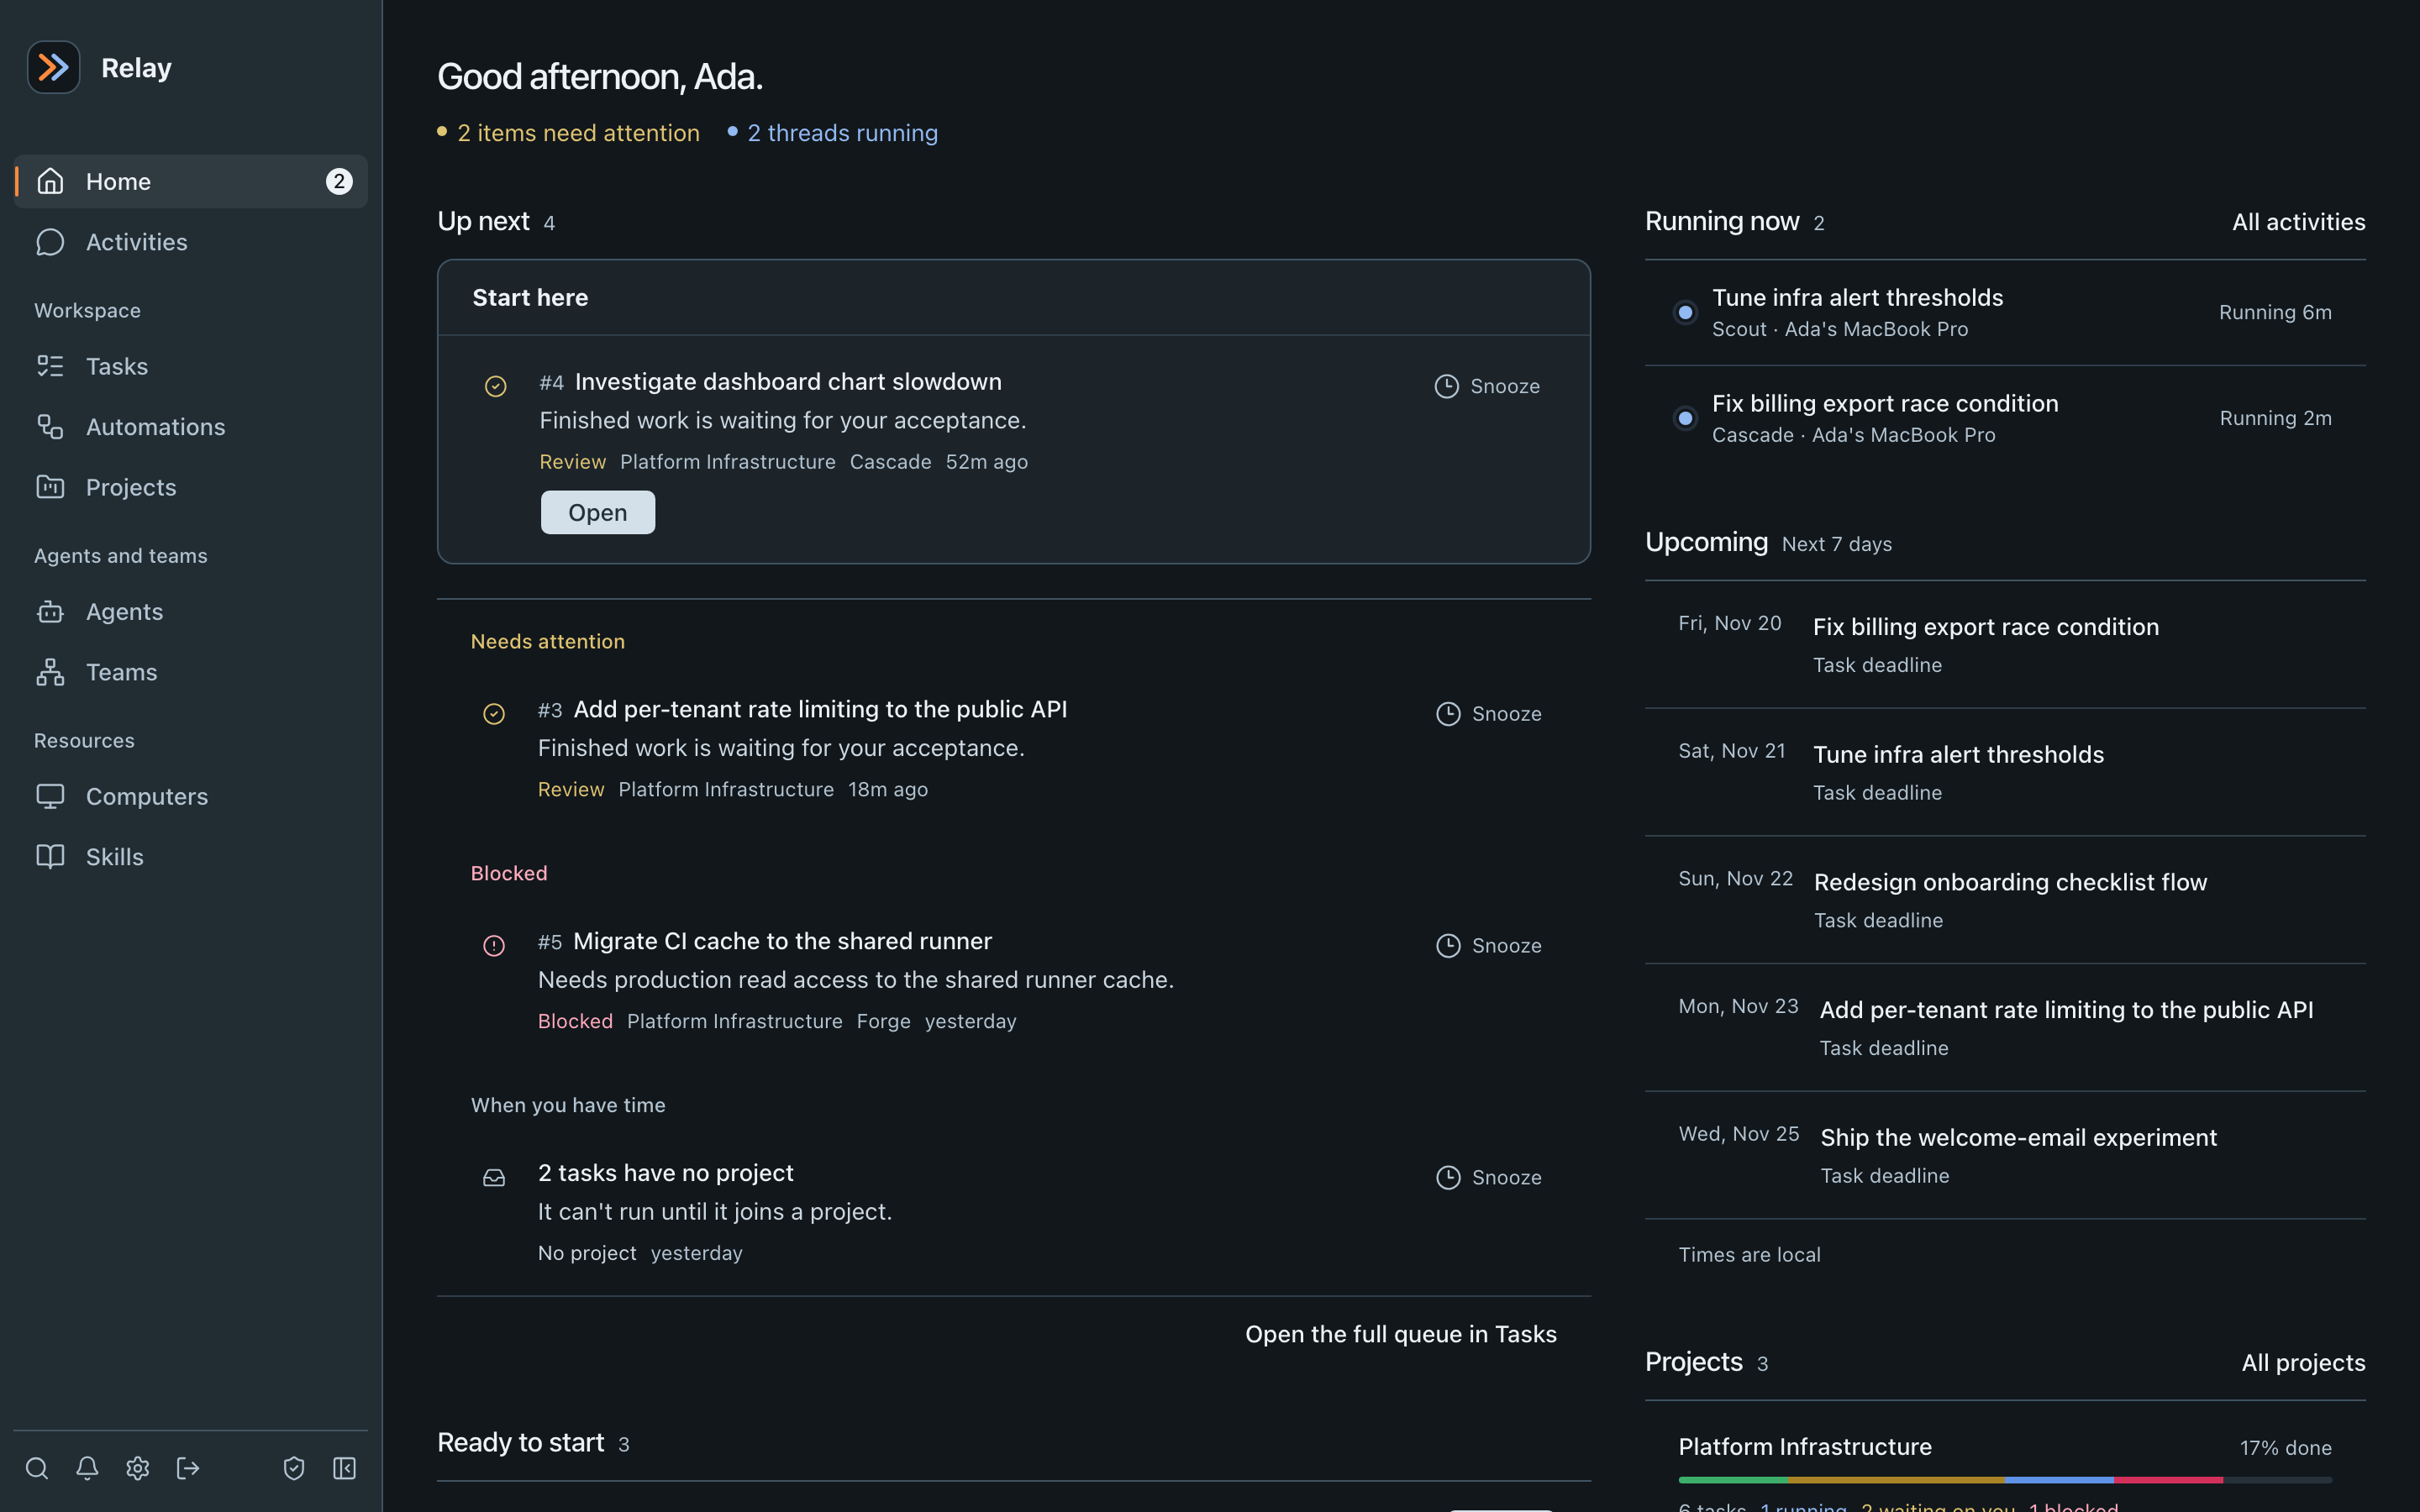 Relay
Home 2
Activities
Workspace
Tasks
Automations
Projects
Agents and teams
Agents
Teams
Resources
Computers
Skills
Good afternoon, Ada.
2 items need attention 2 threads running
Up next 4
Start here
#4 Investigate dashboard chart slowdown
Snooze
Finished work is waiting for your acceptance.
Review Platform Infrastructure Cascade 52m ago
Open
Needs attention
#3 Add per-tenant rate limiting to the public API
Snooze
Finished work is waiting for your acceptance.
Review Platform Infrastructure 18m ago
Blocked
#5 Migrate CI cache to the shared runner
Snooze
Needs production read access to the shared runner cache.
Blocked Platform Infrastructure Forge yesterday
When you have time
2 tasks have no project
Snooze
It can't run until it joins a project.
No project yesterday
Open the full queue in Tasks
Ready to start 3
Running now 2
All activities
Tune infra alert thresholds
Scout · Ada's MacBook Pro
Running 6m
Fix billing export race condition
Cascade · Ada's MacBook Pro
Running 2m
Upcoming Next 7 days
Fri, Nov 20 Fix billing export race condition
Task deadline
Sat, Nov 21 Tune infra alert thresholds
Task deadline
Sun, Nov 22 Redesign onboarding checklist flow
Task deadline
Mon, Nov 23 Add per-tenant rate limiting to the public API
Task deadline
Wed, Nov 25 Ship the welcome-email experiment
Task deadline
Times are local
Projects 3
All projects
Platform Infrastructure 17% done
6 tasks 1 running 2 waiting on you 1 blocked